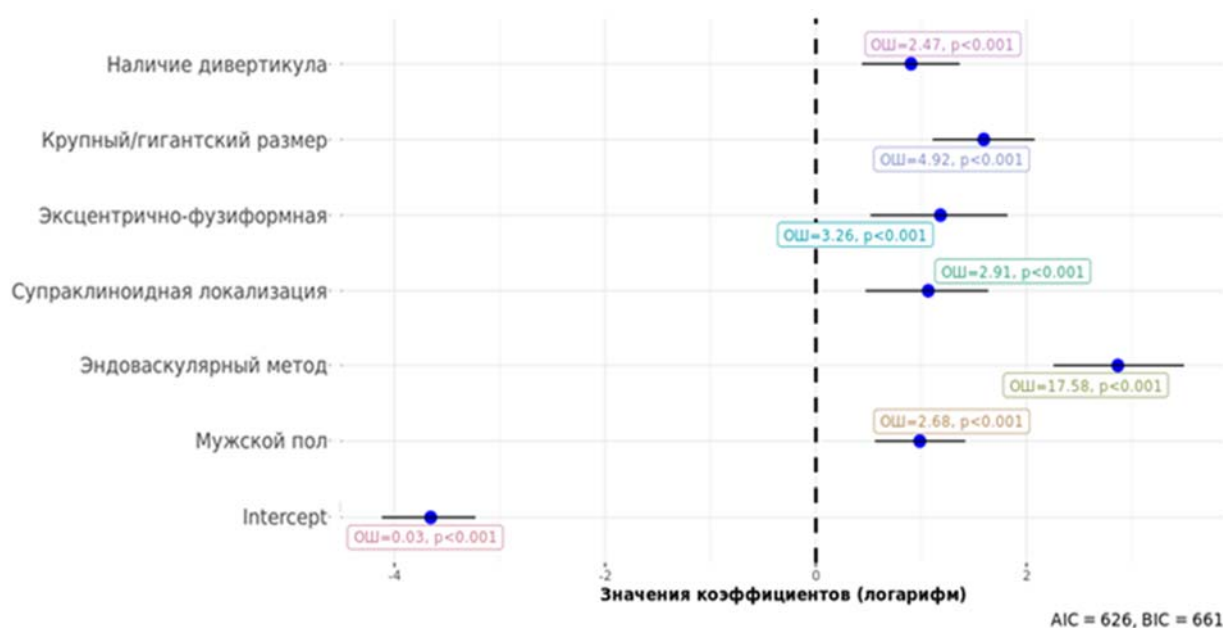 ОШ=2.47, p<0.001
Наличие дивертикула
Крупный/гигантский размер
ОШ=4.92, p<0.001
Эксцентрично-фузиформная
ОШ=3.26, p<0.001
ОШ=2.91, p<0.001
Супраклиноидная локализация
Эндоваскулярный метод
ОШ=17.58, p<0.001
ОШ=2.68, p<0.001
Мужской пол
Intercept
ОШ=0.03, p<0.001
-4 -2 0 2
Значения коэффициентов (логарифм)
AIC = 626, BIC = 661